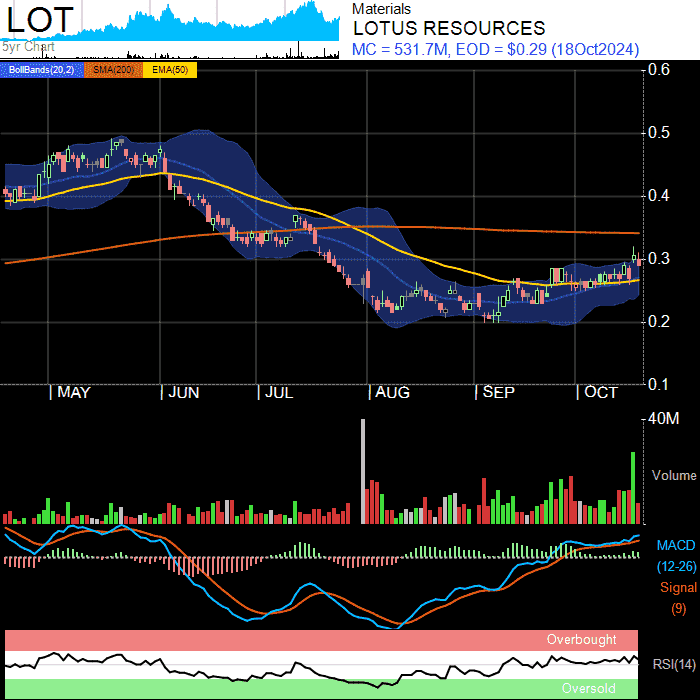 LOT
5yr Chart
Materials
LOTUS RESOURCES
MC = 531.7M, EOD = $0.29 (18Oct2024)
BollBands(20,2) SMA(200) EMA(50)
0.6
0.5
0.4
0.3
0.2
0.1
| MAY | JUN | JUL | AUG | SEP | OCT
40M
Volume
MACD
(12-26)
Signal
(9)
Overbought
RSI(14)
Oversold